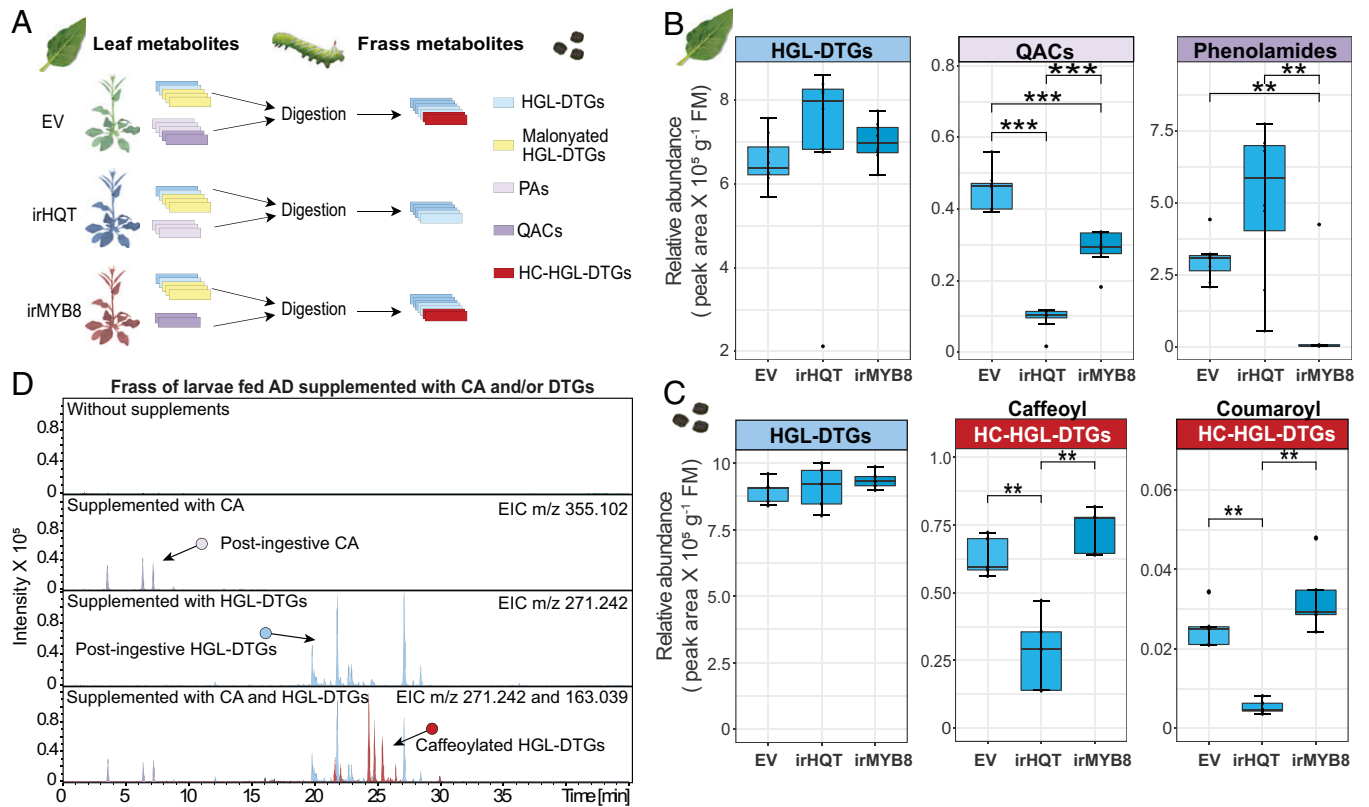 A
Leaf metabolites
Frass metabolites
EV
Digestion
irHQT
Digestion
irMYB8
Digestion
HGL-DTGs
Malonyated
HGL-DTGs
PAs
QACs
HC-HGL-DTGs
B
Relative abundance
( peak area X 10⁵ g⁻¹ FM)
HGL-DTGs
8
6
4
2
EV irHQT irMYB8
QACs
***
***
***
0.8
0.6
0.4
0.2
0
EV irHQT irMYB8
Phenolamides
**
**
7.5
5.0
2.5
0
EV irHQT irMYB8
C
Relative abundance
( peak area X 10⁵ g⁻¹ FM)
HGL-DTGs
10
7.5
5.0
2.5
0
EV irHQT irMYB8
Caffeoyl
HC-HGL-DTGs
**
**
1.0
0.75
0.50
0.25
0
EV irHQT irMYB8
Coumaroyl
HC-HGL-DTGs
**
**
0.06
0.04
0.02
0
EV irHQT irMYB8
D
Frass of larvae fed AD supplemented with CA and/or DTGs
Intensity X 10⁵
Without supplements
0.8
0.4
0
Supplemented with CA
EIC m/z 355.102
Post-ingestive CA
0.8
0.4
0
Supplemented with HGL-DTGs
EIC m/z 271.242
Post-ingestive HGL-DTGs
0.8
0.4
0
Supplemented with CA and HGL-DTGs
EIC m/z 271.242 and 163.039
Caffeoylated HGL-DTGs
0.8
0.4
0
0 5 10 15 20 25 30 35 Time [min]